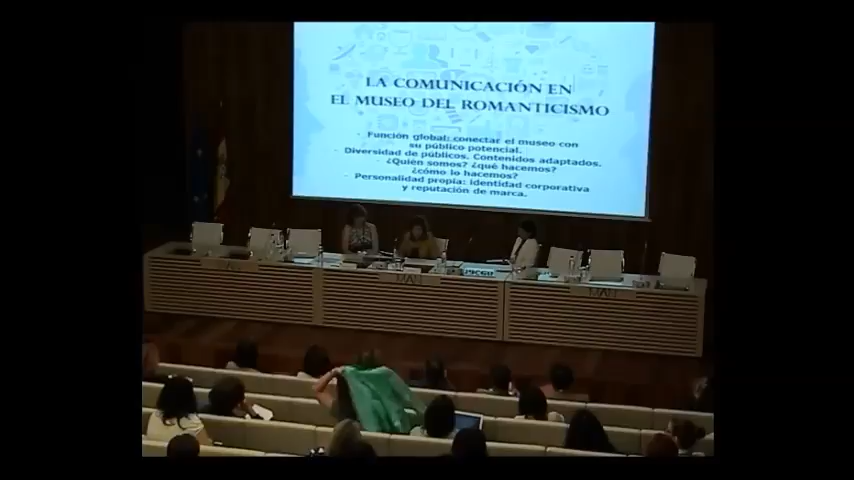 LA COMUNICACIÓN EN
EL MUSEO DEL ROMANTICISMO
- Función global: conectar el museo con
su público potencial.
- Diversidad de públicos. Contenidos adaptados.
- ¿Quién somos? ¿qué hacemos?
¿cómo lo hacemos?
- Personalidad propia: identidad corporativa
y reputación de marca.